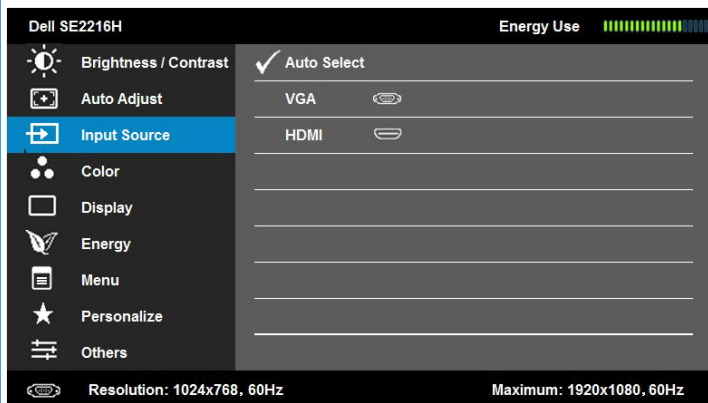 Dell SE2216H Energy Use
Brightness / Contrast Auto Select
Auto Adjust VGA
Input Source HDMI
Color
Display
Energy
Menu
Personalize
Others
Resolution: 1024x768, 60Hz Maximum: 1920x1080, 60Hz